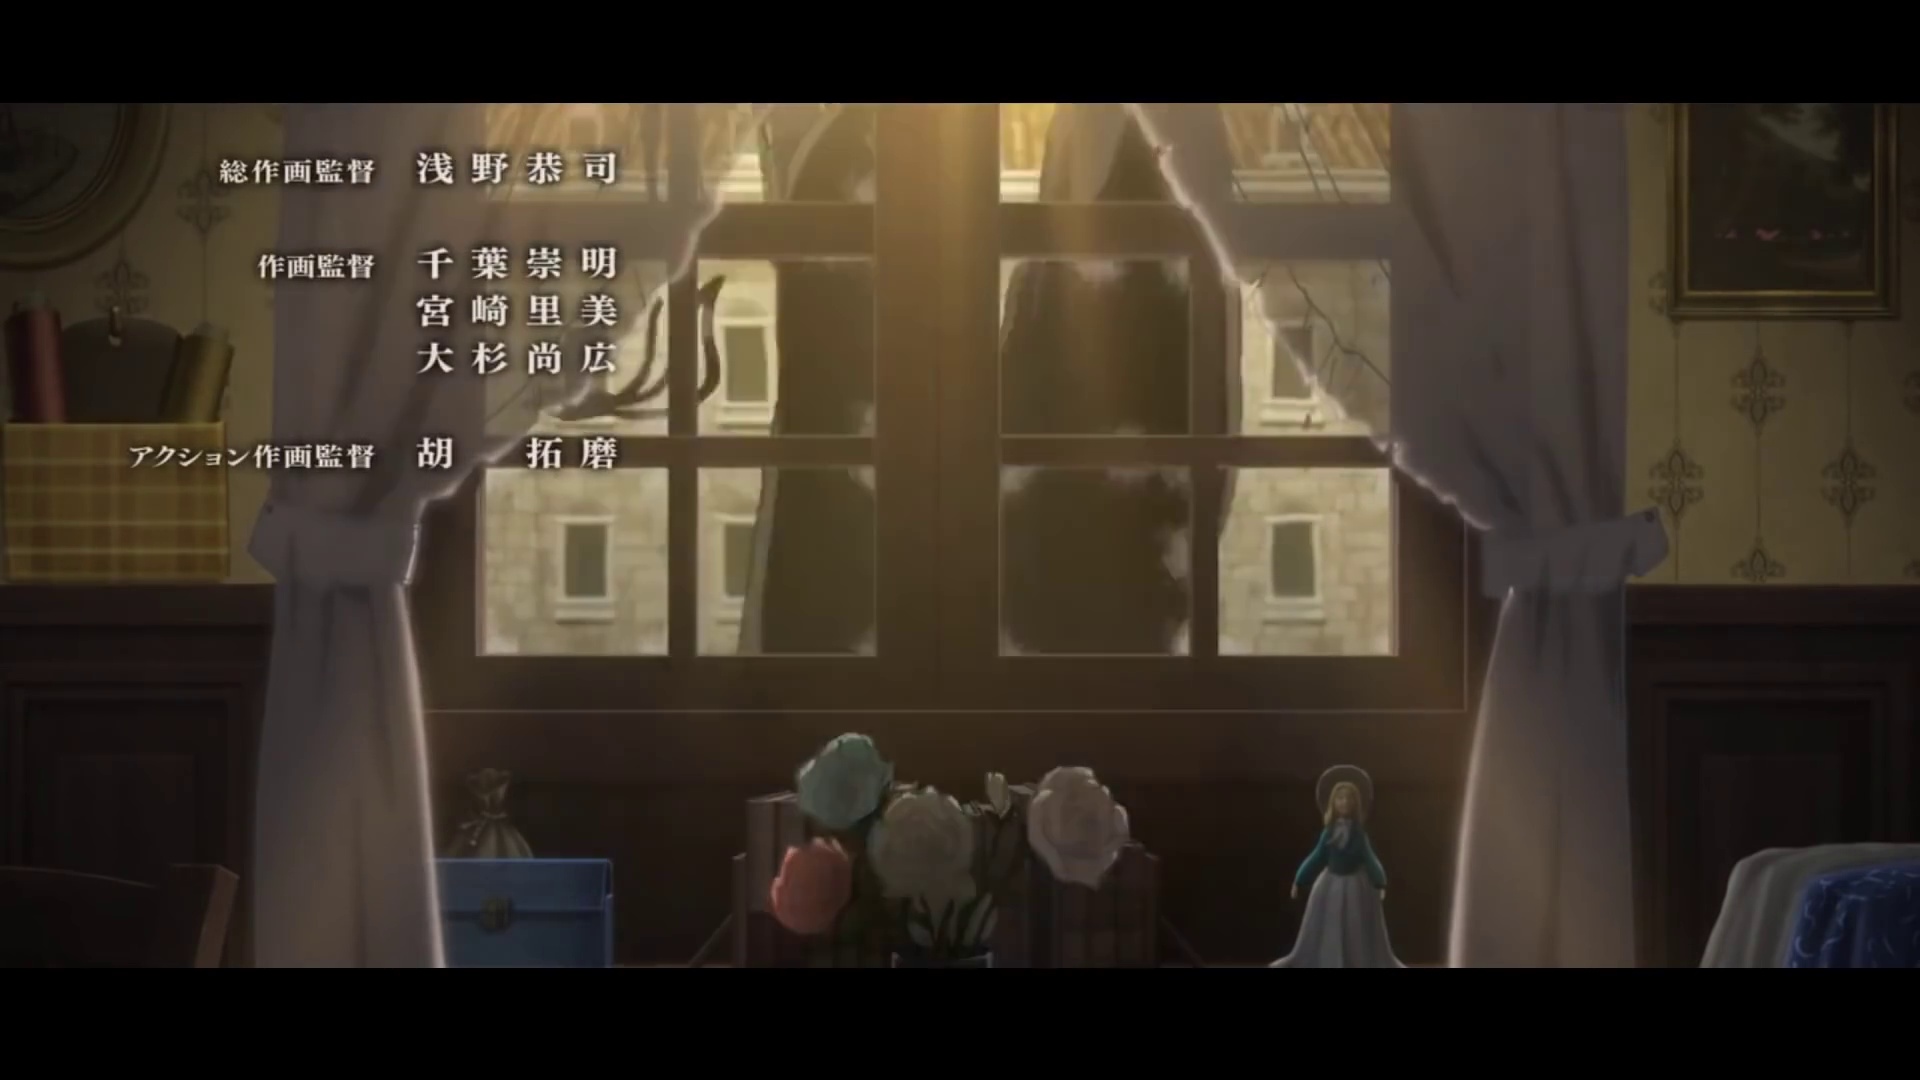 総作画監督 浅野恭司
作画監督 千葉崇明
宮崎里美
大杉尚広
アクション作画監督 胡 拓磨